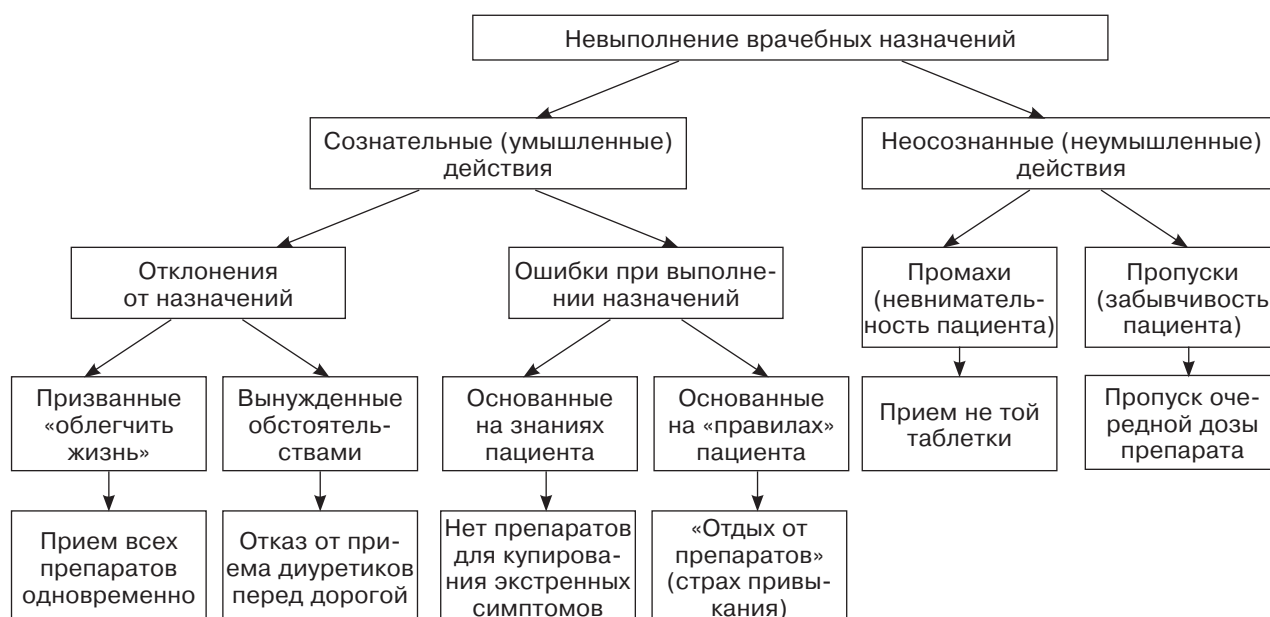 Невыполнение врачебных назначений
Сознательные (умышленные)
действия
Неосознанные (неумышленные)
действия
Отклонения
от назначений
Ошибки при выполне-
нии назначений
Промахи
(невниматель-
ность пациента)
Пропуски
(забывчивость
пациента)
Призванные
«облегчить
жизнь»
Вынужденные
обстоятель-
ствами
Основанные
на знаниях
пациента
Основанные
на «правилах»
пациента
Прием не той
таблетки
Пропуск оче-
редной дозы
препарата
Прием всех
препаратов
одновременно
Отказ от при-
ема диуретиков
перед дорогой
Нет препаратов
для купирова-
ния экстренных
симптомов
«Отдых от
препаратов»
(страх привы-
кания)